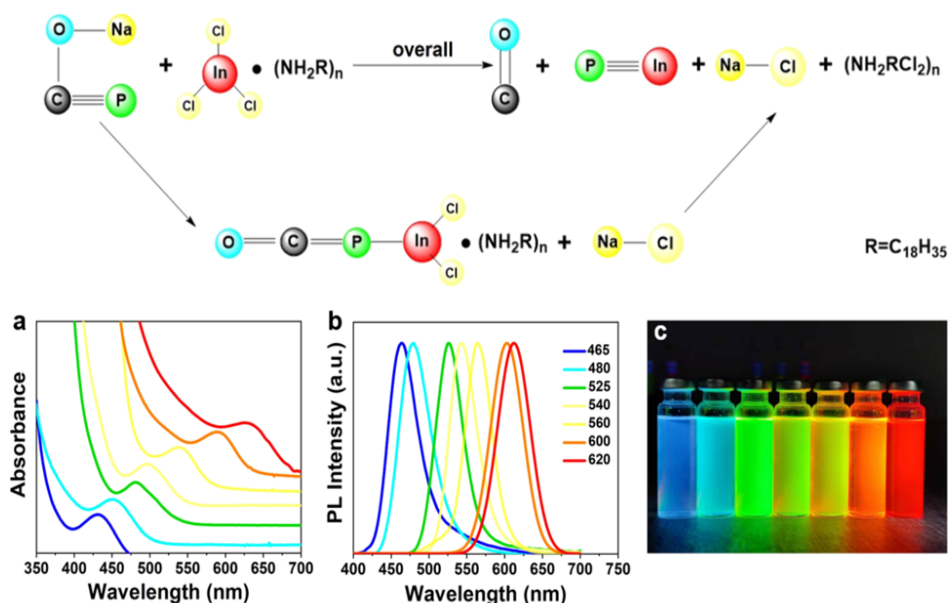 O Na + Cl In Cl Cl • (NH₂R)ₙ overall O + P In + Na Cl + (NH₂RCl₂)ₙ
C P C
O C P In Cl Cl • (NH₂R)ₙ + Na Cl R=C₁₈H₃₅
a
Absorbance
350 400 450 500 550 600 650 700
Wavelength (nm)
b
PL Intensity (a.u.)
465
480
525
540
560
600
620
400 450 500 550 600 650 700 750
Wavelength (nm)
c